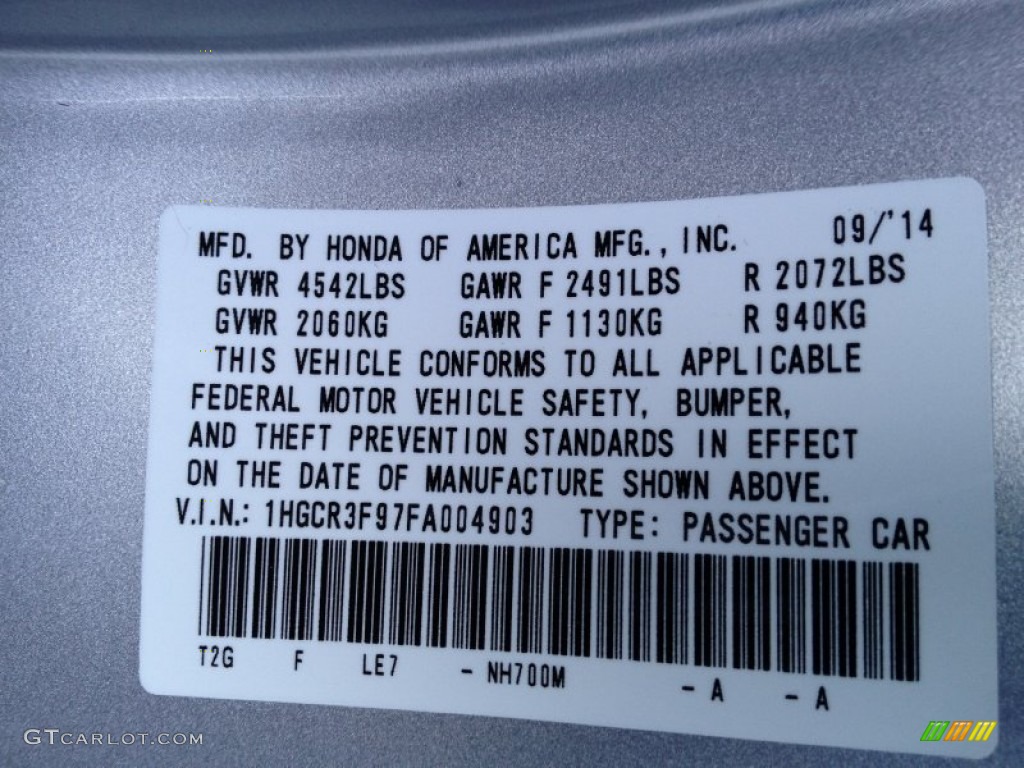 MFD. BY HONDA OF AMERICA MFG., INC. 09/'14
GVWR 4542LBS GAWR F 2491LBS R 2072LBS
GVWR 2060KG GAWR F 1130KG R 940KG
THIS VEHICLE CONFORMS TO ALL APPLICABLE
FEDERAL MOTOR VEHICLE SAFETY, BUMPER,
AND THEFT PREVENTION STANDARDS IN EFFECT
ON THE DATE OF MANUFACTURE SHOWN ABOVE.
V.I.N.: 1HGCR3F97FA004903 TYPE: PASSENGER CAR
T2G F LE7 - NH700M - A - A
GTCARLOT.COM